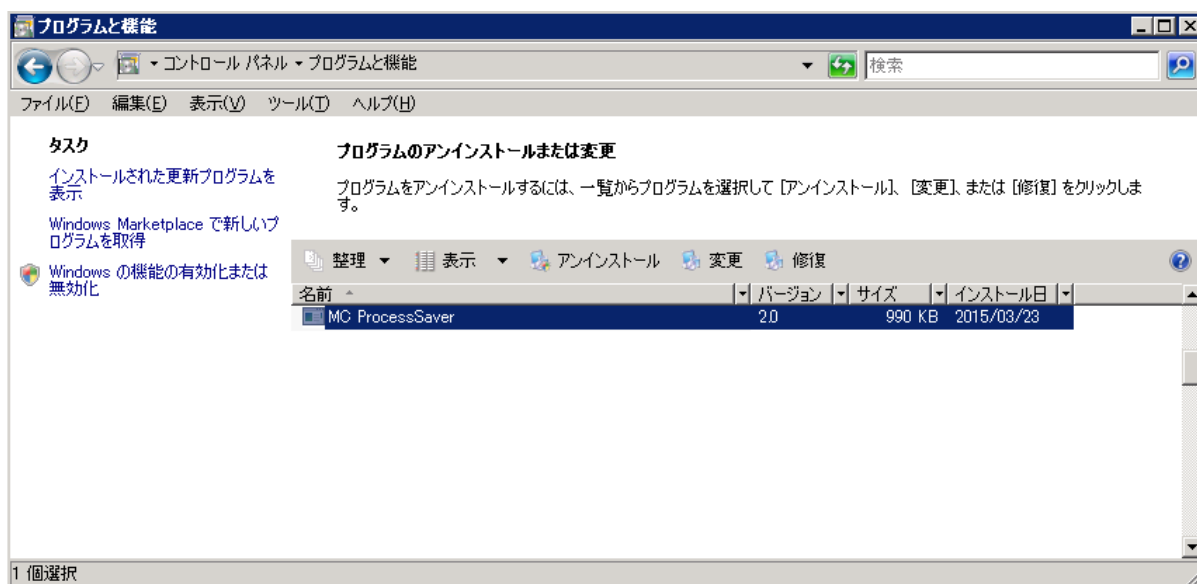 プログラムと機能
コントロール パネル ▾ プログラムと機能
検索
ファイル(F) 編集(E) 表示(V) ツール(T) ヘルプ(H)
タスク
インストールされた更新プログラムを
表示
Windows Marketplace で新しいプ
ログラムを取得
Windows の機能の有効化または
無効化
プログラムのアンインストールまたは変更
プログラムをアンインストールするには、一覧からプログラムを選択して [アンインストール]、[変更]、または [修復] をクリックしま
す。
整理 表示 アンインストール 変更 修復
名前 バージョン サイズ インストール日
MC ProcessSaver 2.0 990 KB 2015/03/23
1 個選択